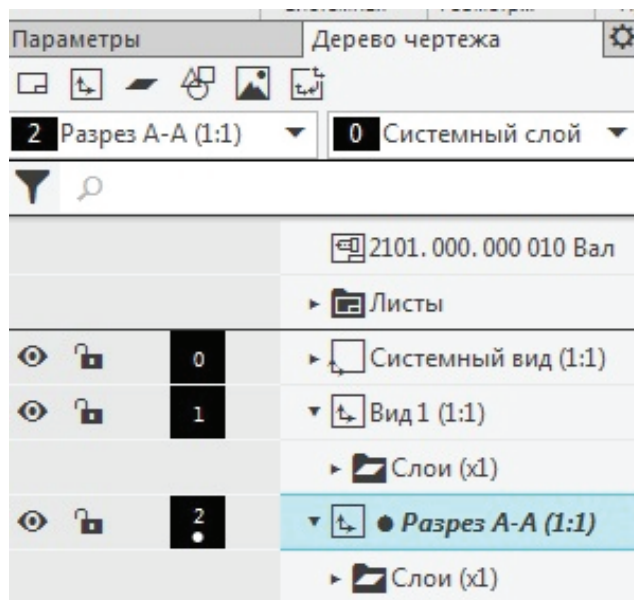 Параметры Дерево чертежа
2 Разрез А-А (1:1) 0 Системный слой
2101. 000. 000 010 Вал
Листы
0 Системный вид (1:1)
1 Вид 1 (1:1)
Слои (x1)
2 Разрез А-А (1:1)
Слои (x1)